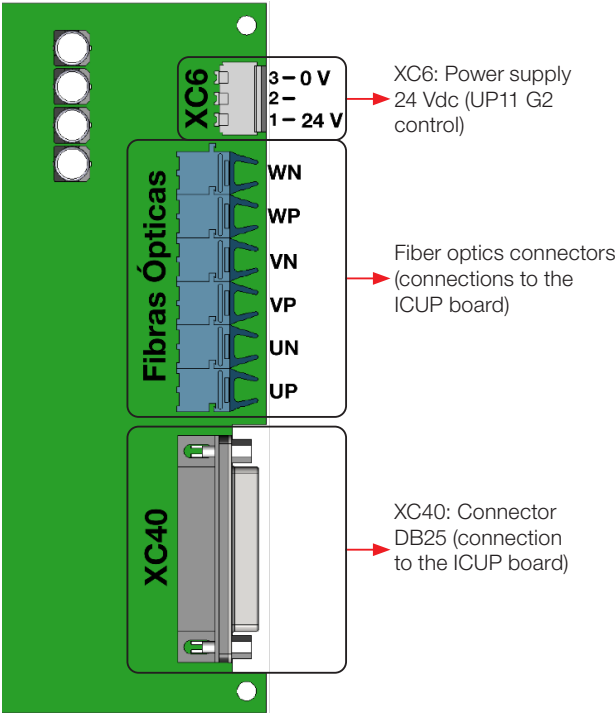 XC6
3 – 0 V
2 –
1 – 24 V
XC6: Power supply
24 Vdc (UP11 G2
control)
Fibras Ópticas
WN
WP
VN
VP
UN
UP
Fiber optics connectors
(connections to the
ICUP board)
XC40
XC40: Connector
DB25 (connection
to the ICUP board)